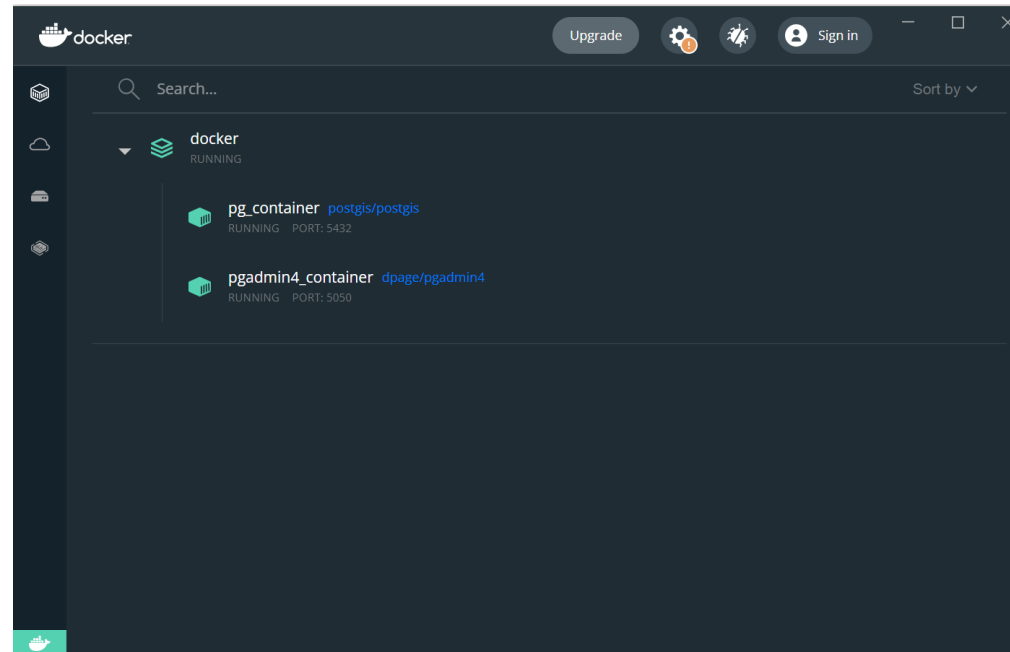 docker
Upgrade
!
Sign in
Search...
Sort by
docker
RUNNING
pg_container postgis/postgis
RUNNING PORT: 5432
pgadmin4_container dpage/pgadmin4
RUNNING PORT: 5050